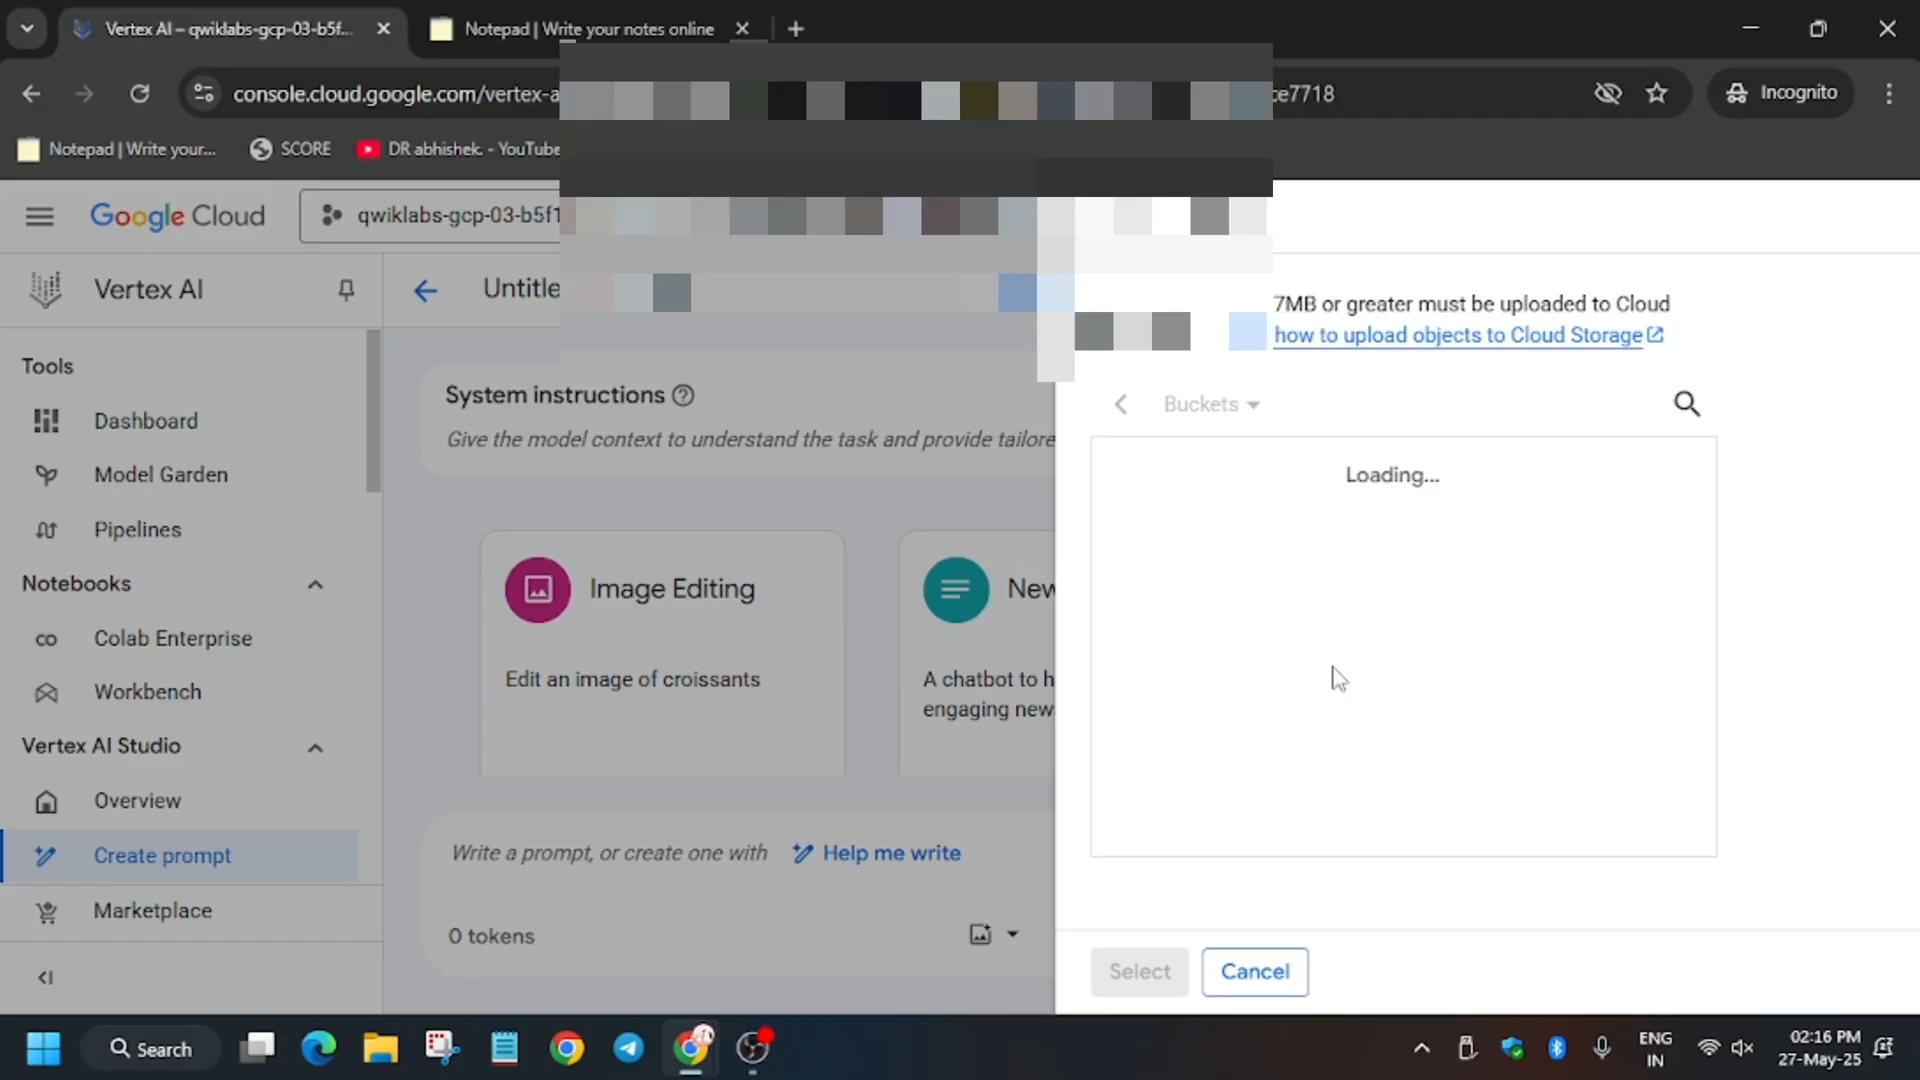 Vertex AI – qwiklabs-gcp-03-b5f...
Notepad | Write your notes online
console.cloud.google.com/vertex-a
ce7718
Incognito
Notepad | Write your...
SCORE
DR abhishek. - YouTube
Google Cloud
qwiklabs-gcp-03-b5f1
Vertex AI
Untitle
7MB or greater must be uploaded to Cloud
how to upload objects to Cloud Storage
Tools
Dashboard
Model Garden
Pipelines
Notebooks
Colab Enterprise
Workbench
Vertex AI Studio
Overview
Create prompt
Marketplace
System instructions
Give the model context to understand the task and provide tailore
Image Editing
Edit an image of croissants
New
A chatbot to h
engaging new
Write a prompt, or create one with Help me write
0 tokens
Buckets
Loading...
Select
Cancel
Search
ENG
IN
02:16 PM
27-May-25